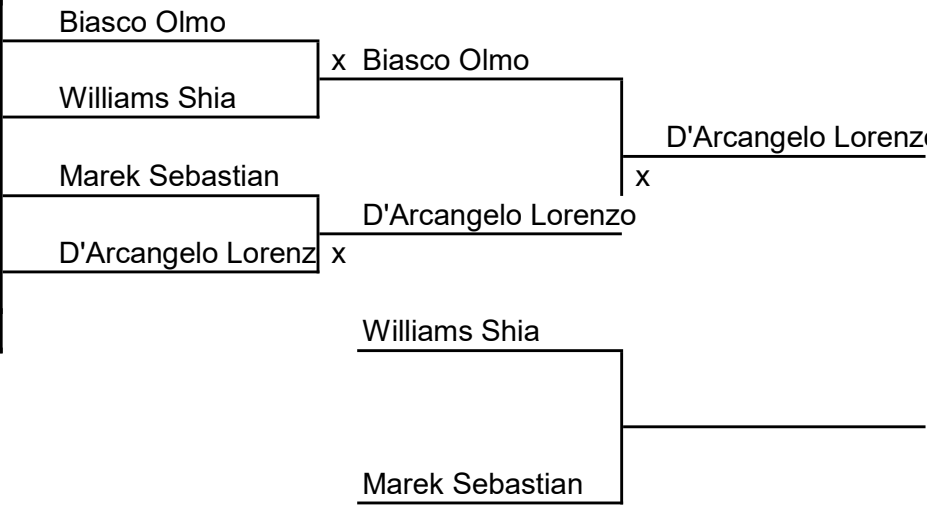 Biasco Olmo
x Biasco Olmo
Williams Shia
D'Arcangelo Lorenzo
Marek Sebastian
x
D'Arcangelo Lorenzo
D'Arcangelo Lorenz x
Williams Shia
Marek Sebastian